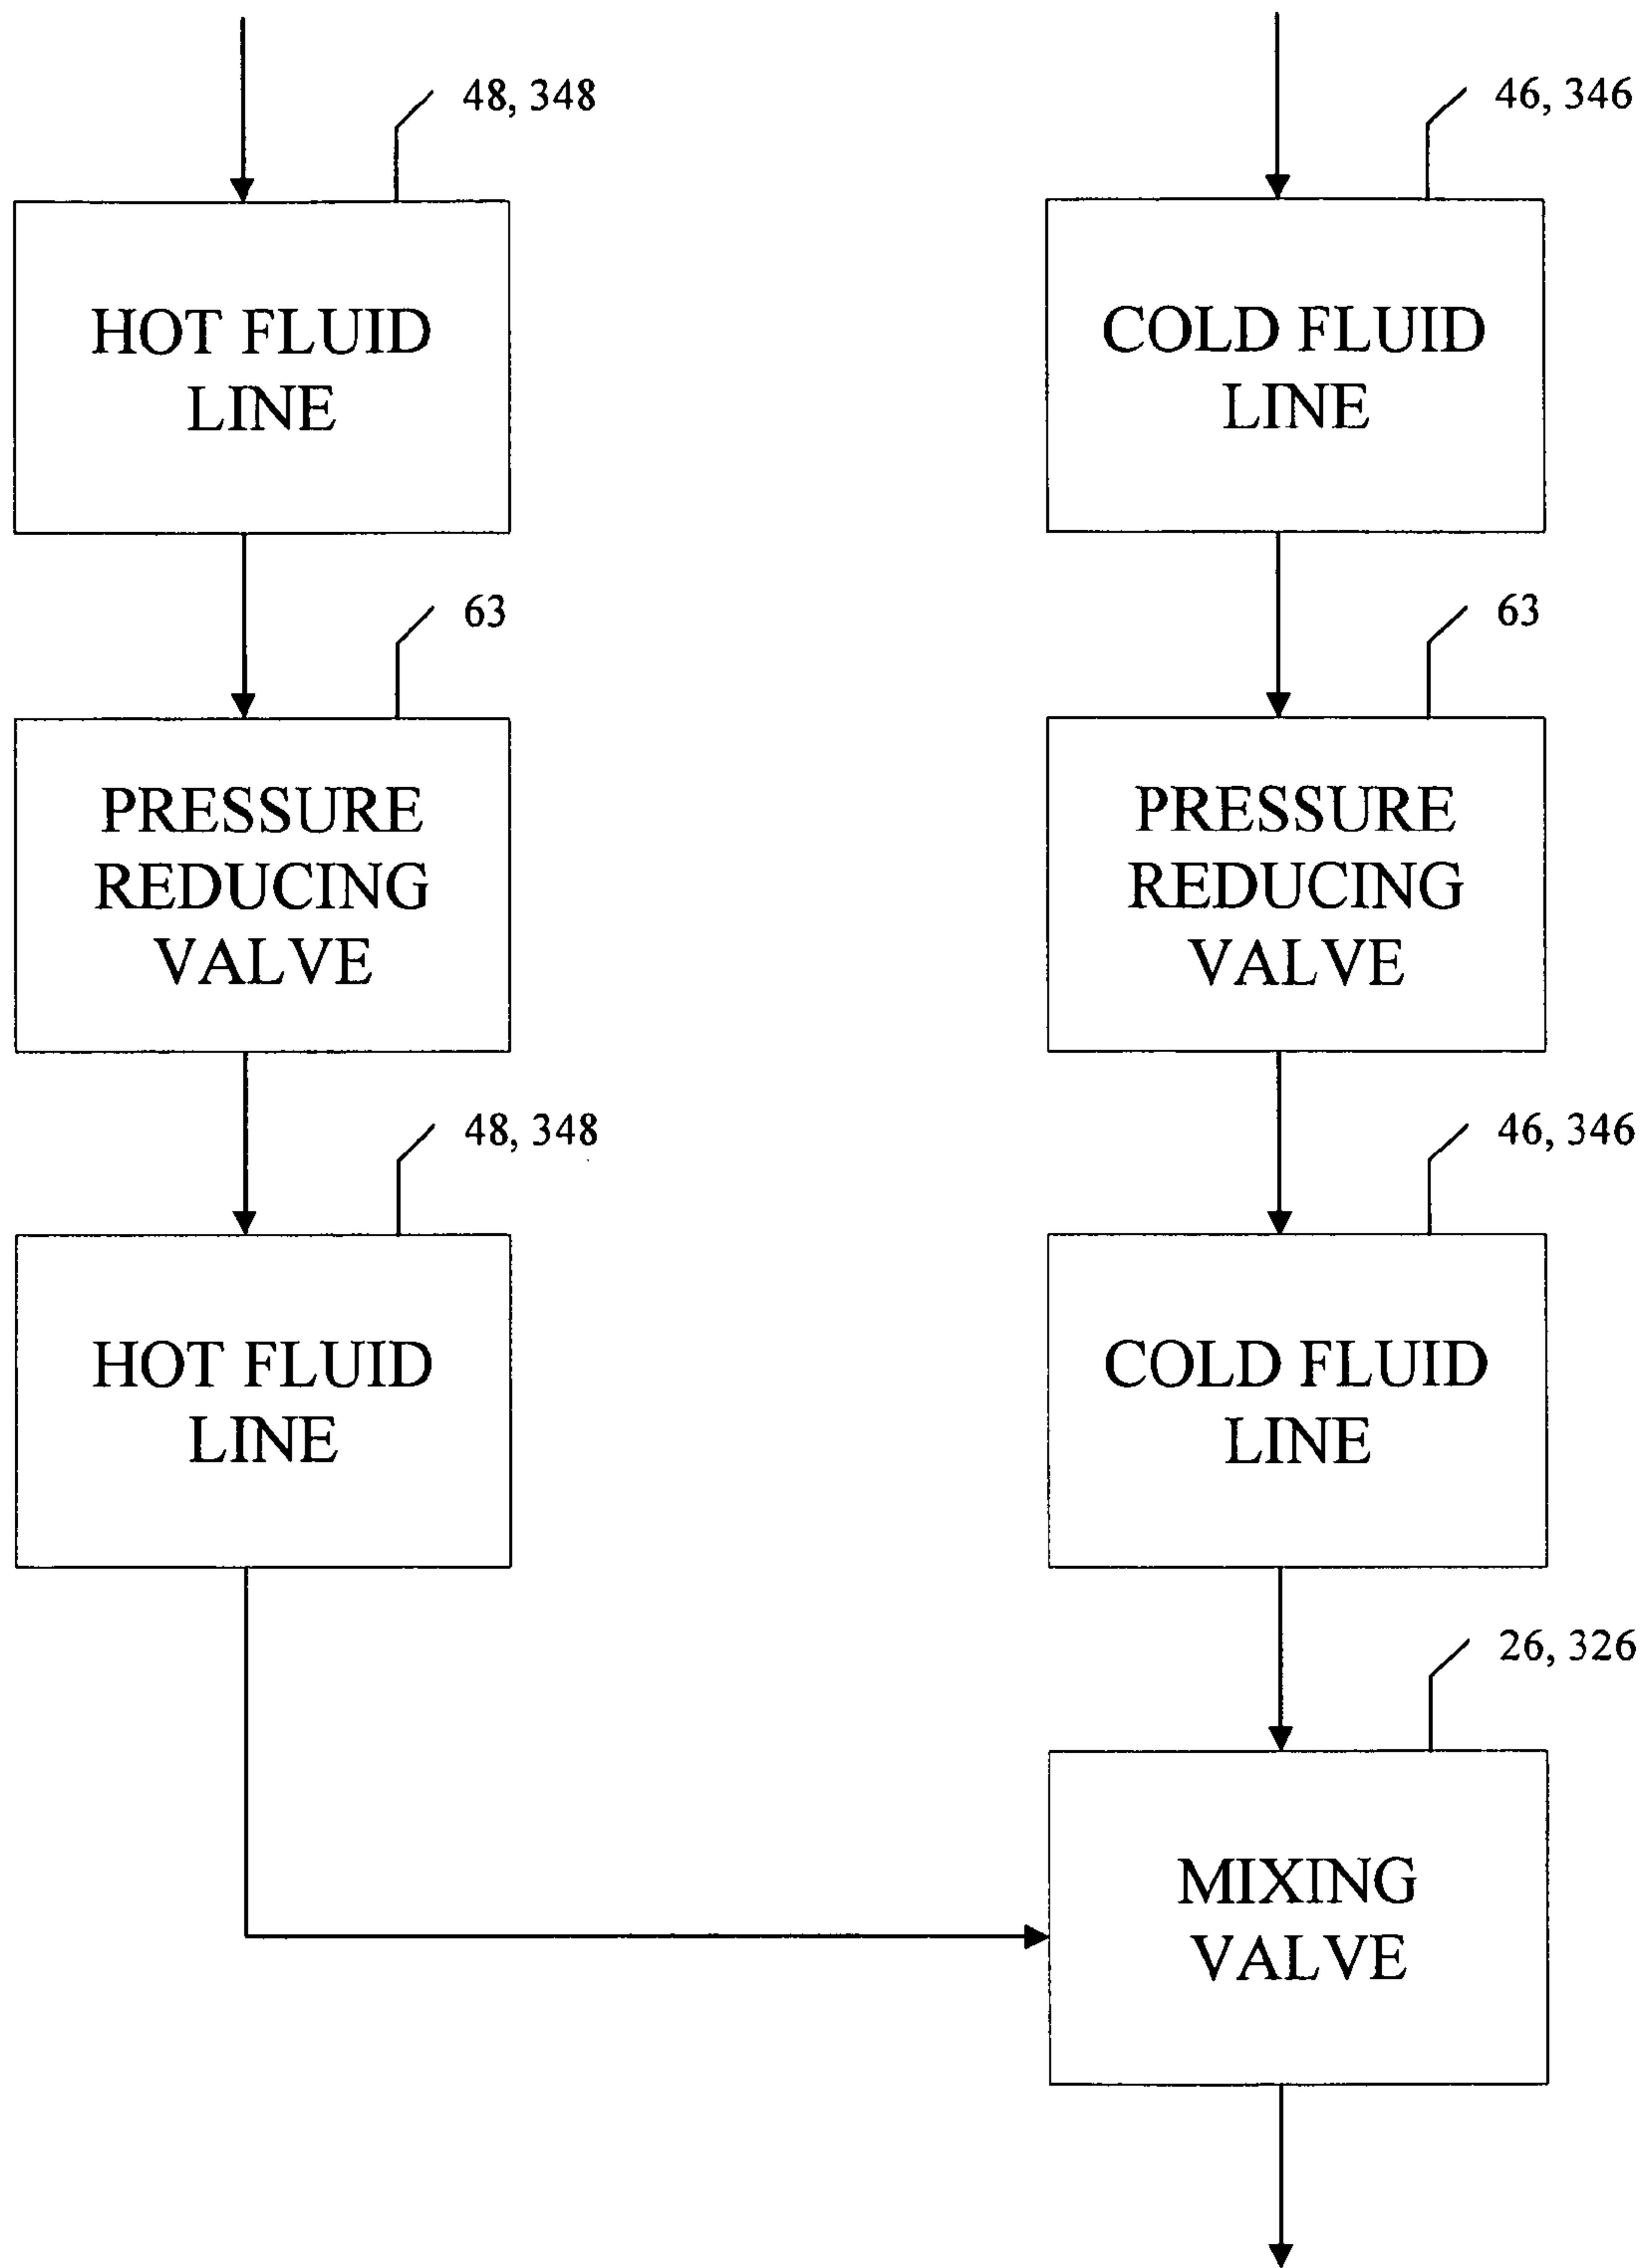 48, 348
46, 346
HOT FLUID
LINE
COLD FLUID
LINE
63
63
PRESSURE
REDUCING
VALVE
PRESSURE
REDUCING
VALVE
48, 348
46, 346
HOT FLUID
LINE
COLD FLUID
LINE
26, 326
MIXING
VALVE